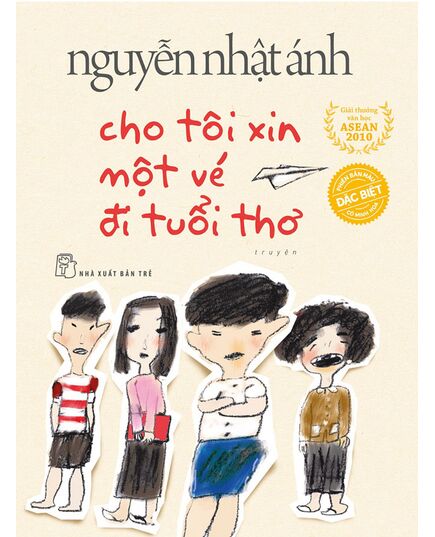 nguyễn nhật ánh
cho tôi xin
một vé
đi tuổi thơ
truyện
Giải thưởng
văn học
ASEAN
2010
PHIÊN BẢN MÀU
ĐẶC BIỆT
CÓ MINH HỌA
NHÀ XUẤT BẢN TRẺ